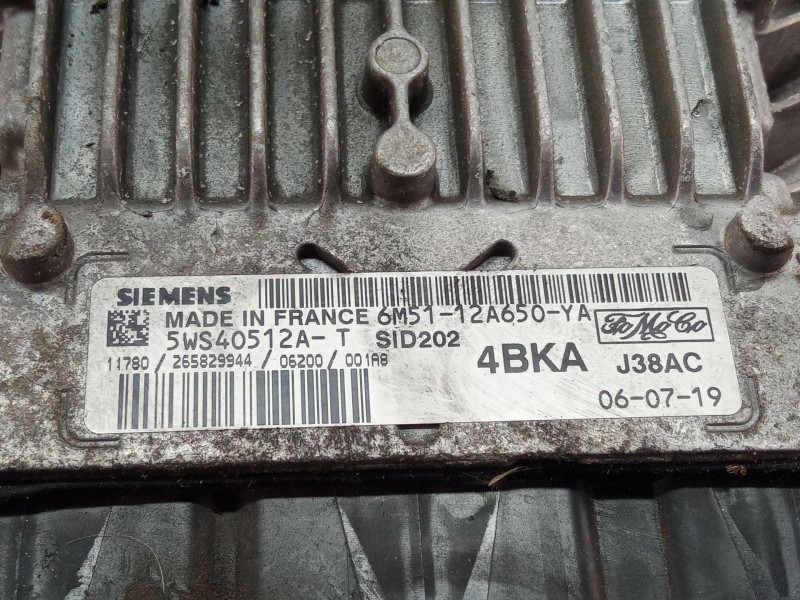 SIEMENS
MADE IN FRANCE 6M51-12A650-YA
5WS40512A-T SID202
FoMoCo
11780/265829944/06200/001A8
4BKA J38AC
06-07-19